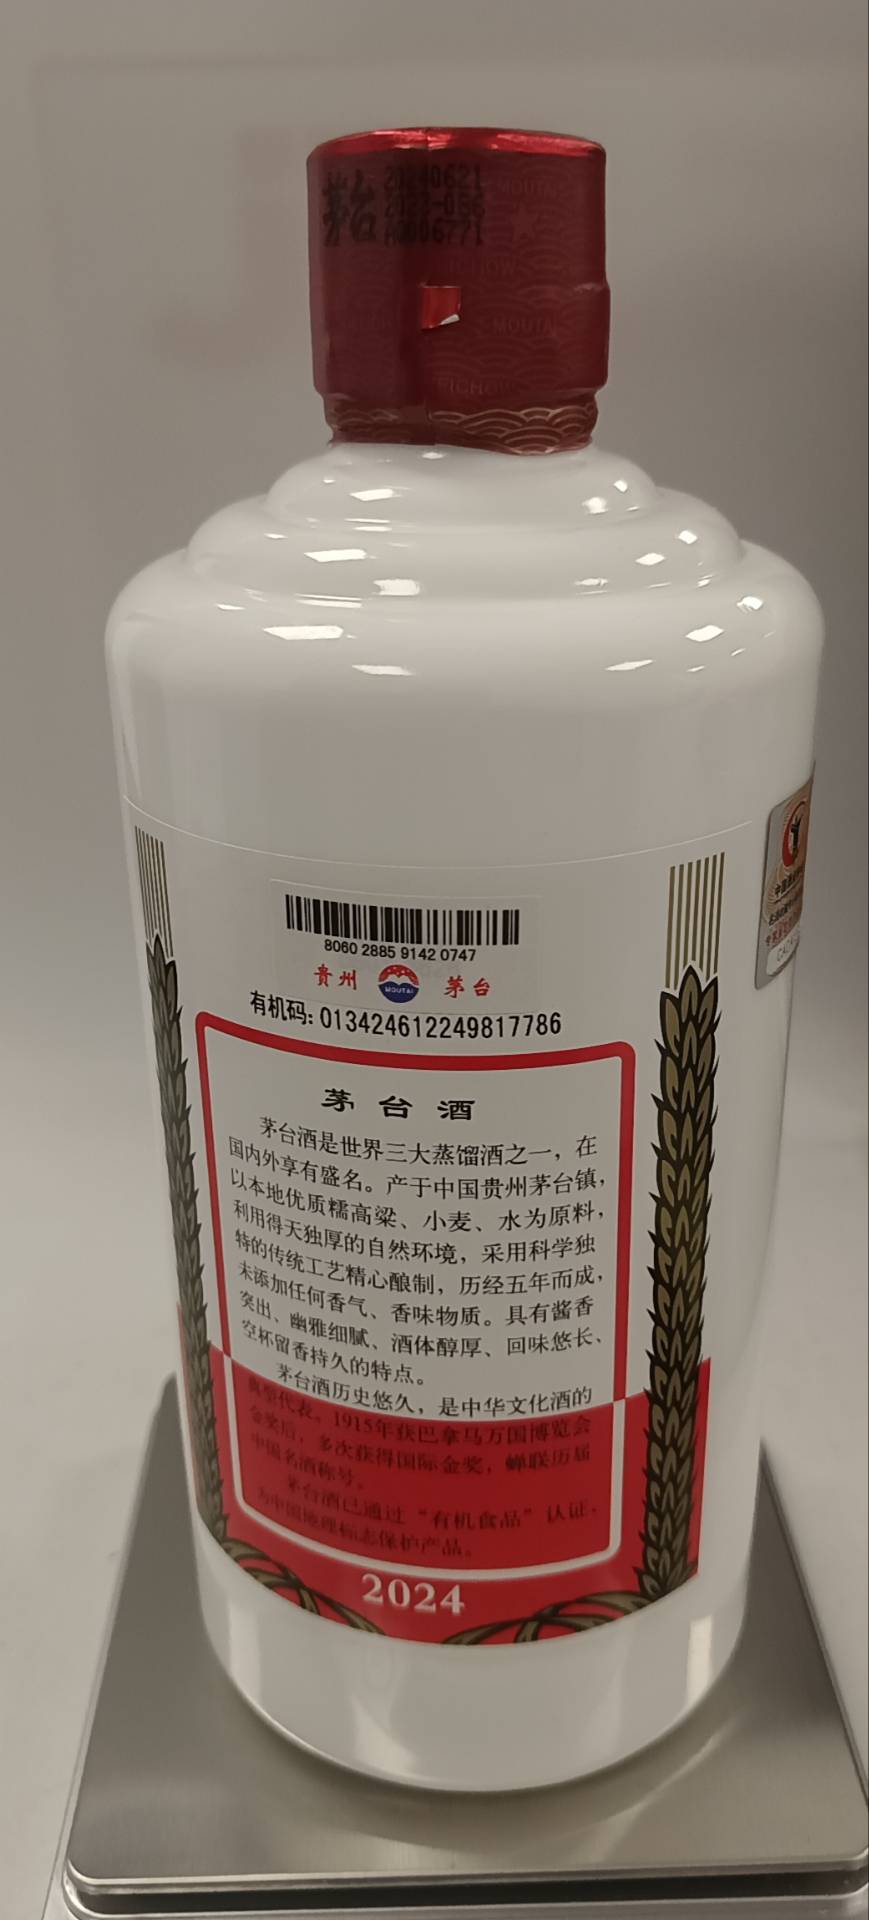 茅台
20240621
2023-086
A0006771
MOUTAI
MOUTAI
8060 2885 9142 0747
贵州
MOUTAI
茅台
有机码: 013424612249817786
茅台酒
茅台酒是世界三大蒸馏酒之一，在
国内外享有盛名。产于中国贵州茅台镇，
以本地优质糯高粱、小麦、水为原料，
利用得天独厚的自然环境，采用科学独
特的传统工艺精心酿制，历经五年而成，
未添加任何香气、香味物质。具有酱香
突出、幽雅细腻、酒体醇厚、回味悠长、
空杯留香持久的特点。
茅台酒历史悠久，是中华文化酒的
典型代表。1915年获巴拿马万国博览会
金奖后，多次获得国际金奖，蝉联历届
中国名酒称号。
茅台酒已通过“有机食品”认证，
为中国地理标志保护产品。
2024